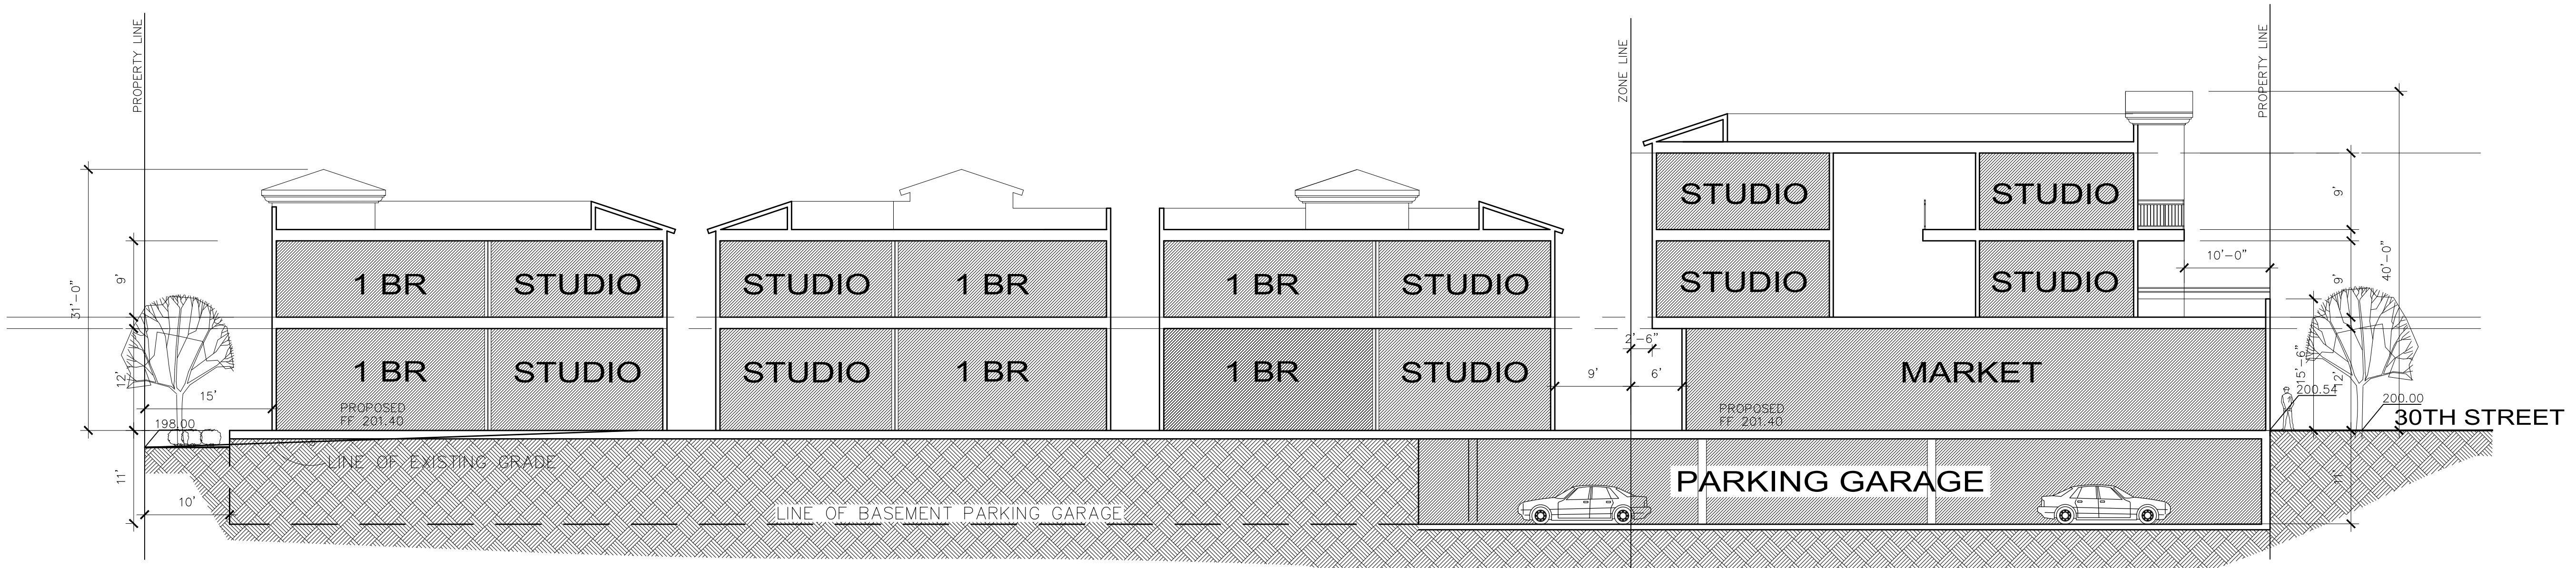 PROPERTY LINE
ZONE LINE
PROPERTY LINE
STUDIO
STUDIO
9'
31'-0"
9'
1 BR
STUDIO
STUDIO
1 BR
1 BR
STUDIO
STUDIO
STUDIO
10'-0"
9'
40'-0"
2'-6"
12'
15'
1 BR
STUDIO
STUDIO
1 BR
1 BR
STUDIO
9'
6'
MARKET
15'-6"
12'
200.54
200.00
30TH STREET
PROPOSED
FF 201.40
PROPOSED
FF 201.40
198.00
LINE OF EXISTING GRADE
11'
10'
LINE OF BASEMENT PARKING GARAGE
PARKING GARAGE
11'